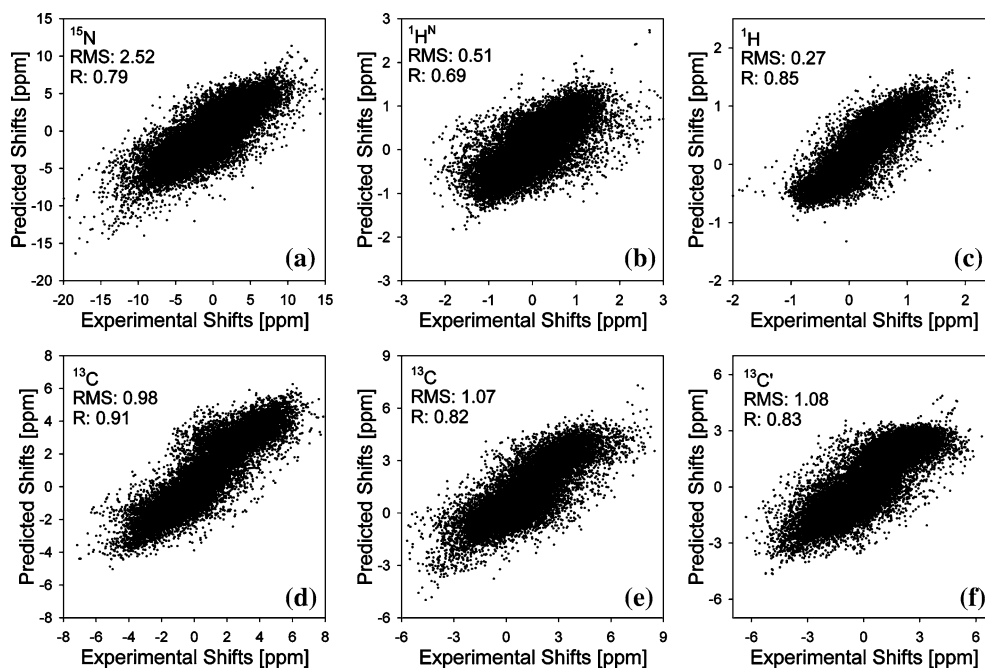 ¹⁵N
RMS: 2.52
R: 0.79
Predicted Shifts [ppm]
15
10
5
0
-5
-10
-15
-20
(a)
-20 -15 -10 -5 0 5 10 15
Experimental Shifts [ppm]
¹Hᴺ
RMS: 0.51
R: 0.69
Predicted Shifts [ppm]
3
2
1
0
-1
-2
-3
(b)
-3 -2 -1 0 1 2 3
Experimental Shifts [ppm]
¹H
RMS: 0.27
R: 0.85
Predicted Shifts [ppm]
2
1
0
-1
-2
(c)
-2 -1 0 1 2
Experimental Shifts [ppm]
¹³C
RMS: 0.98
R: 0.91
Predicted Shifts [ppm]
8
6
4
2
0
-2
-4
-6
-8
(d)
-8 -6 -4 -2 0 2 4 6 8
Experimental Shifts [ppm]
¹³C
RMS: 1.07
R: 0.82
Predicted Shifts [ppm]
9
6
3
0
-3
-6
(e)
-6 -3 0 3 6 9
Experimental Shifts [ppm]
¹³C'
RMS: 1.08
R: 0.83
Predicted Shifts [ppm]
6
3
0
-3
-6
(f)
-6 -3 0 3 6
Experimental Shifts [ppm]